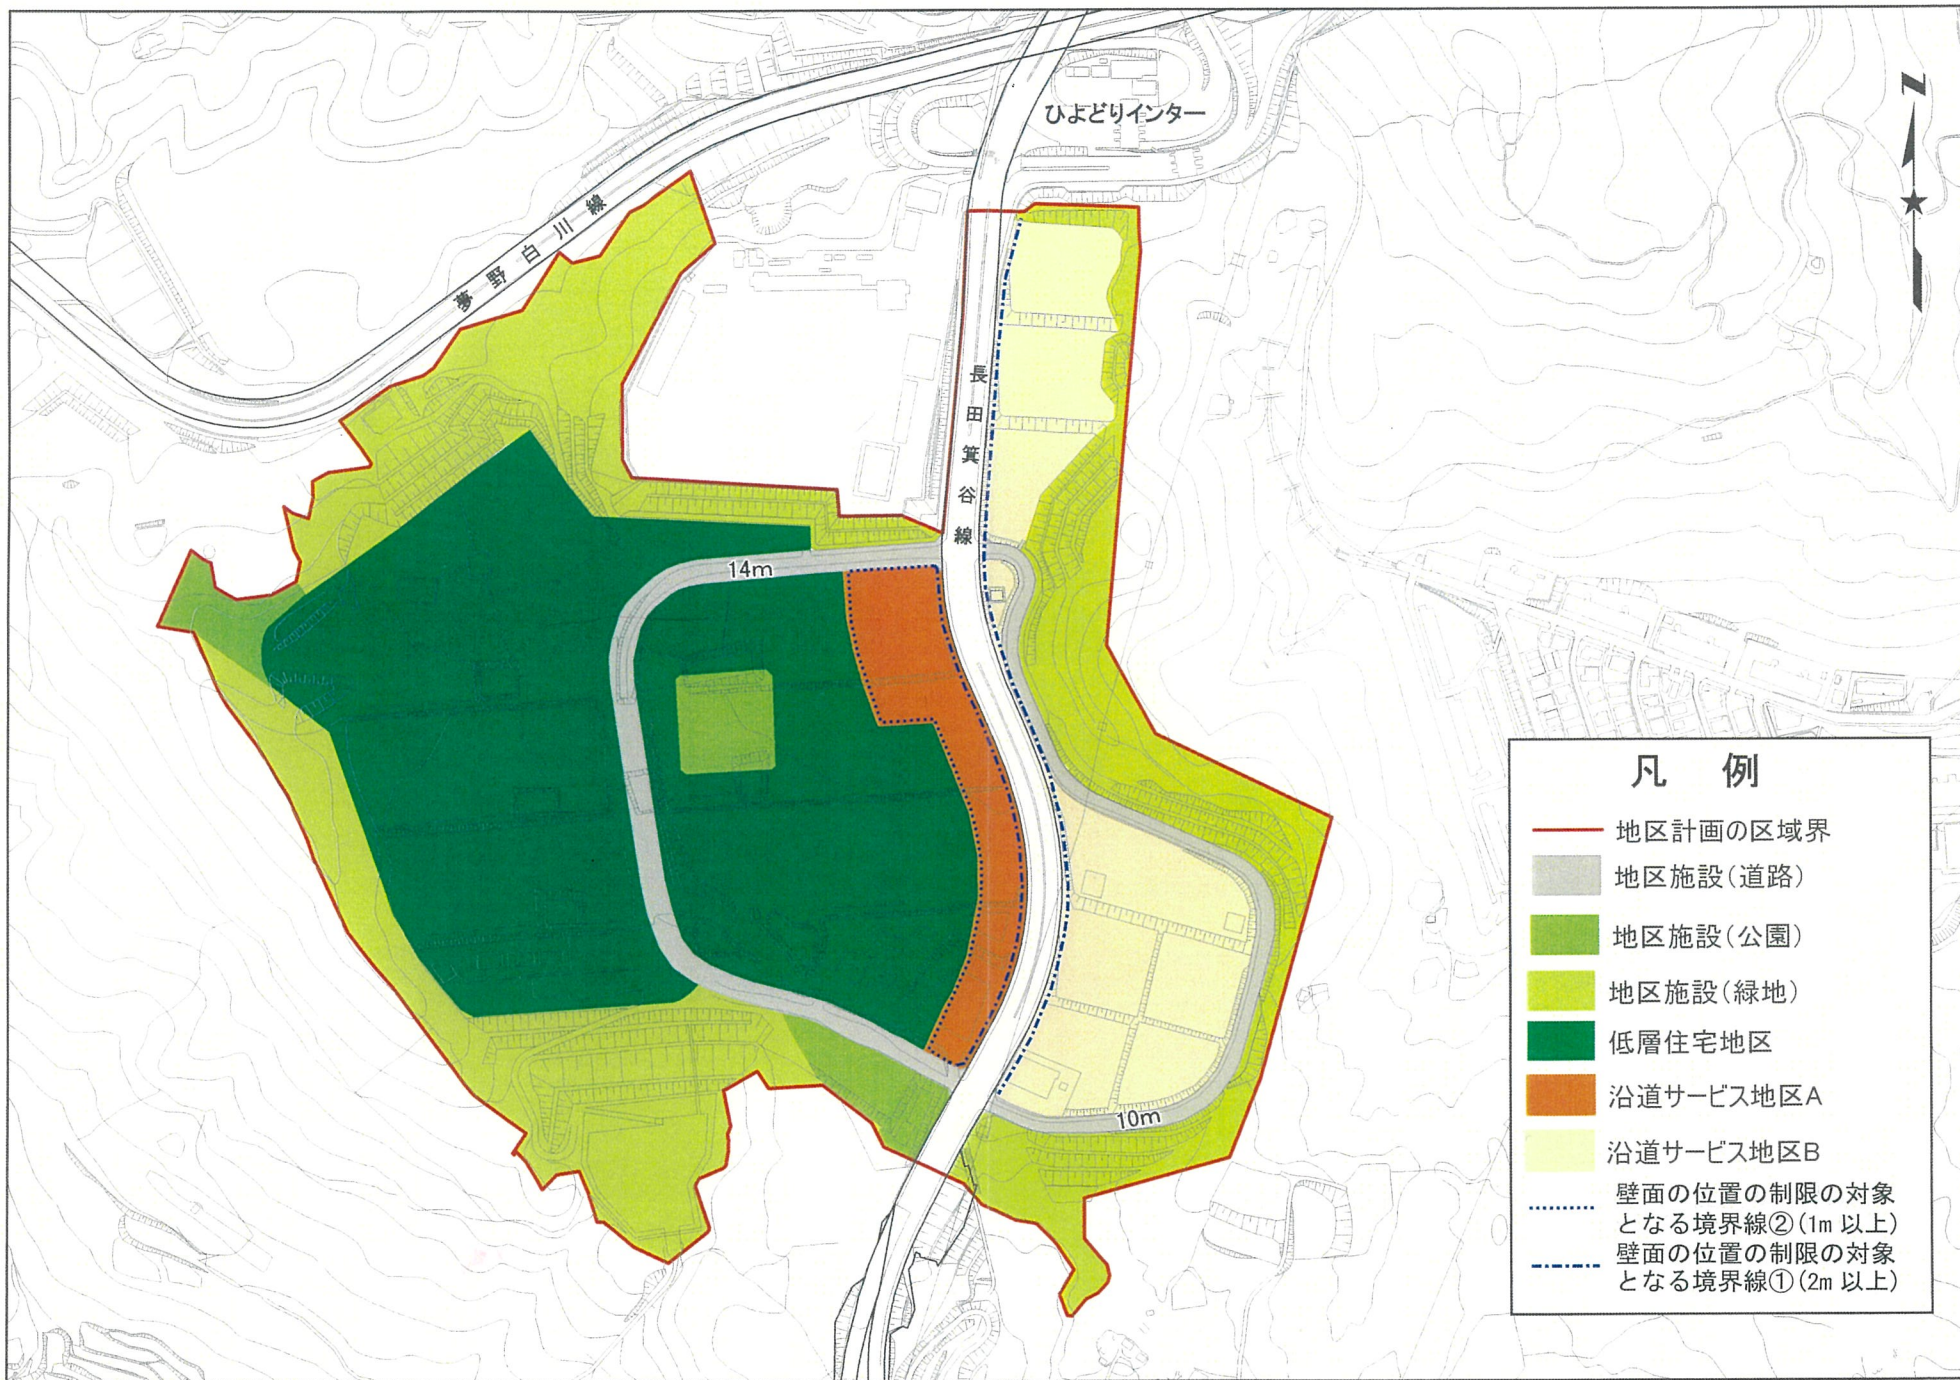 ひよどりインター
Z
夢野白川線
長田箕谷線
14m
10m
凡 例
地区計画の区域界
地区施設(道路)
地区施設(公園)
地区施設(緑地)
低層住宅地区
沿道サービス地区A
沿道サービス地区B
壁面の位置の制限の対象
となる境界線②(1m 以上)
壁面の位置の制限の対象
となる境界線①(2m 以上)